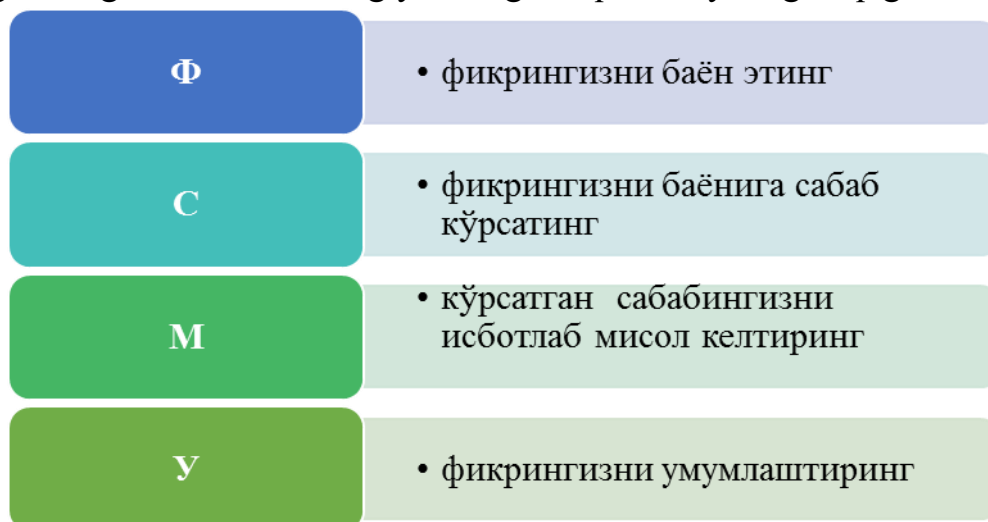 Ф
• фикрингизни баён этинг
С
• фикрингизни баёнига сабаб
кўрсатинг
М
• кўрсатган сабабингизни
исботлаб мисол келтиринг
У
• фикрингизни умумлаштиринг